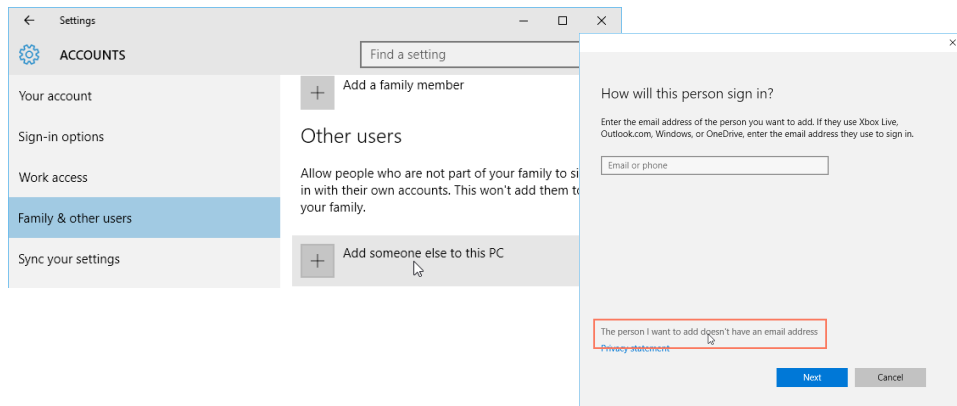 Settings
ACCOUNTS
Find a setting
Your account
Sign-in options
Work access
Family & other users
Sync your settings
Add a family member
Other users
Allow people who are not part of your family to si
in with their own accounts. This won't add them to
your family.
Add someone else to this PC
How will this person sign in?
Enter the email address of the person you want to add. If they use Xbox Live,
Outlook.com, Windows, or OneDrive, enter the email address they use to sign in.
Email or phone
The person I want to add doesn't have an email address
Privacy statement
Next
Cancel